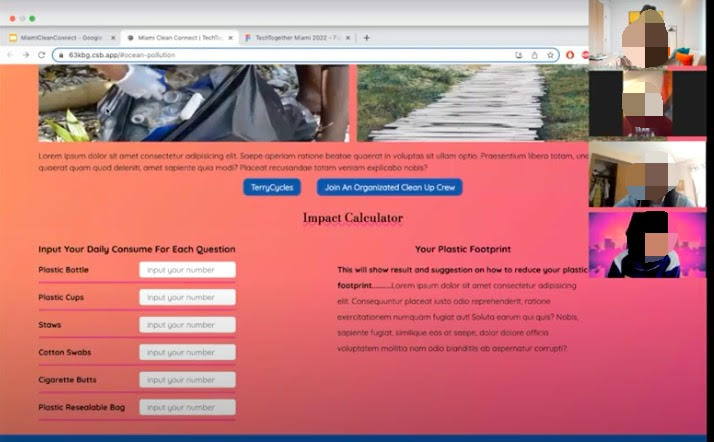 MiamiCleanConnect - Google
Miami Clean Connect | TechTog
TechTogether Miami 2022 -
63kbg.csb.app/#ocean-pollution
Lorem ipsum dolor sit amet consectetur adipisicing elit. Saepe aperiam ratione beatae quaerat in voluptas sit ullam optio. Praesentium libero totam, une
quaerat quam quod deleniti, amet sapiente quia modi? Placeat recusandae totam veniam explicabo nobis?
TerryCycles
Join An Organizated Clean Up Crew
Impact Calculator
Input Your Daily Consume For Each Question
Plastic Bottle
Input your number
Plastic Cups
Input your number
Staws
Input your number
Cotton Swabs
Input your number
Cigarette Butts
Input your number
Plastic Resealable Bag
Input your number
Your Plastic Footprint
This will show result and suggestion on how to reduce your plastic
footprint..........Lorem ipsum dolor sit amet consectetur adipisicing
elit. Consequuntur placeat iusto odio reprehenderit, ratione
exercitationem numquam fugiat aut! Soluta earum qui quis? Nobis,
sapiente fugiat, similique eos at saepe, dolor dolore officia
voluptatem mollitia nam odio blanditiis ab aspernatur corrupti?